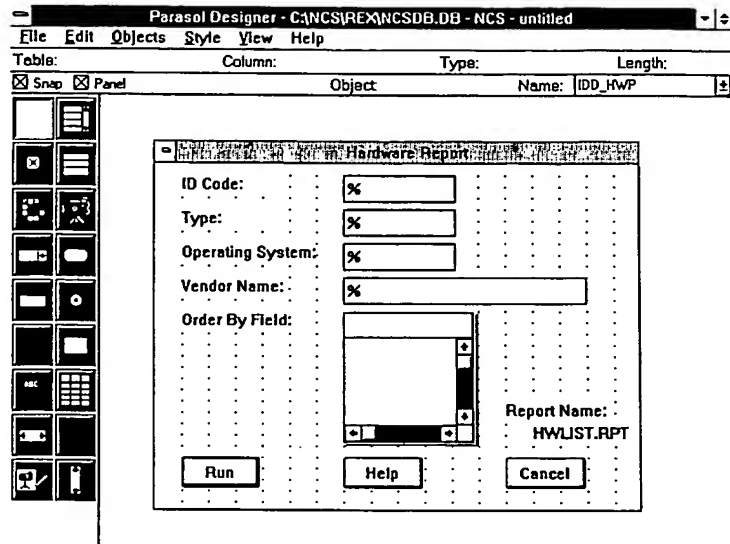 Parasol Designer - C:\NCS\REX\NCSDB.DB - NCS - untitled
File Edit Objects Style View Help
Table: Column: Type: Length:
Snap Panel Object Name: IDD_HWP
Hardware Report
ID Code: %
Type: %
Operating System: %
Vendor Name: %
Order By Field:
ABC
Report Name:
HWLIST.RPT
Run Help Cancel